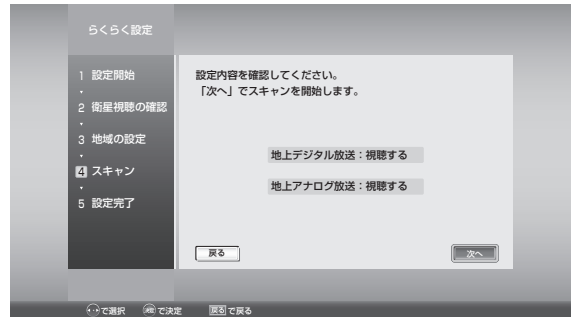 らくらく設定
1 設定開始
2 衛星視聴の確認
3 地域の設定
4 スキャン
5 設定完了
設定内容を確認してください。
「次へ」でスキャンを開始します。
地上デジタル放送：視聴する
地上アナログ放送：視聴する
戻る
次へ
で選択 決定 で決定 戻る で戻る